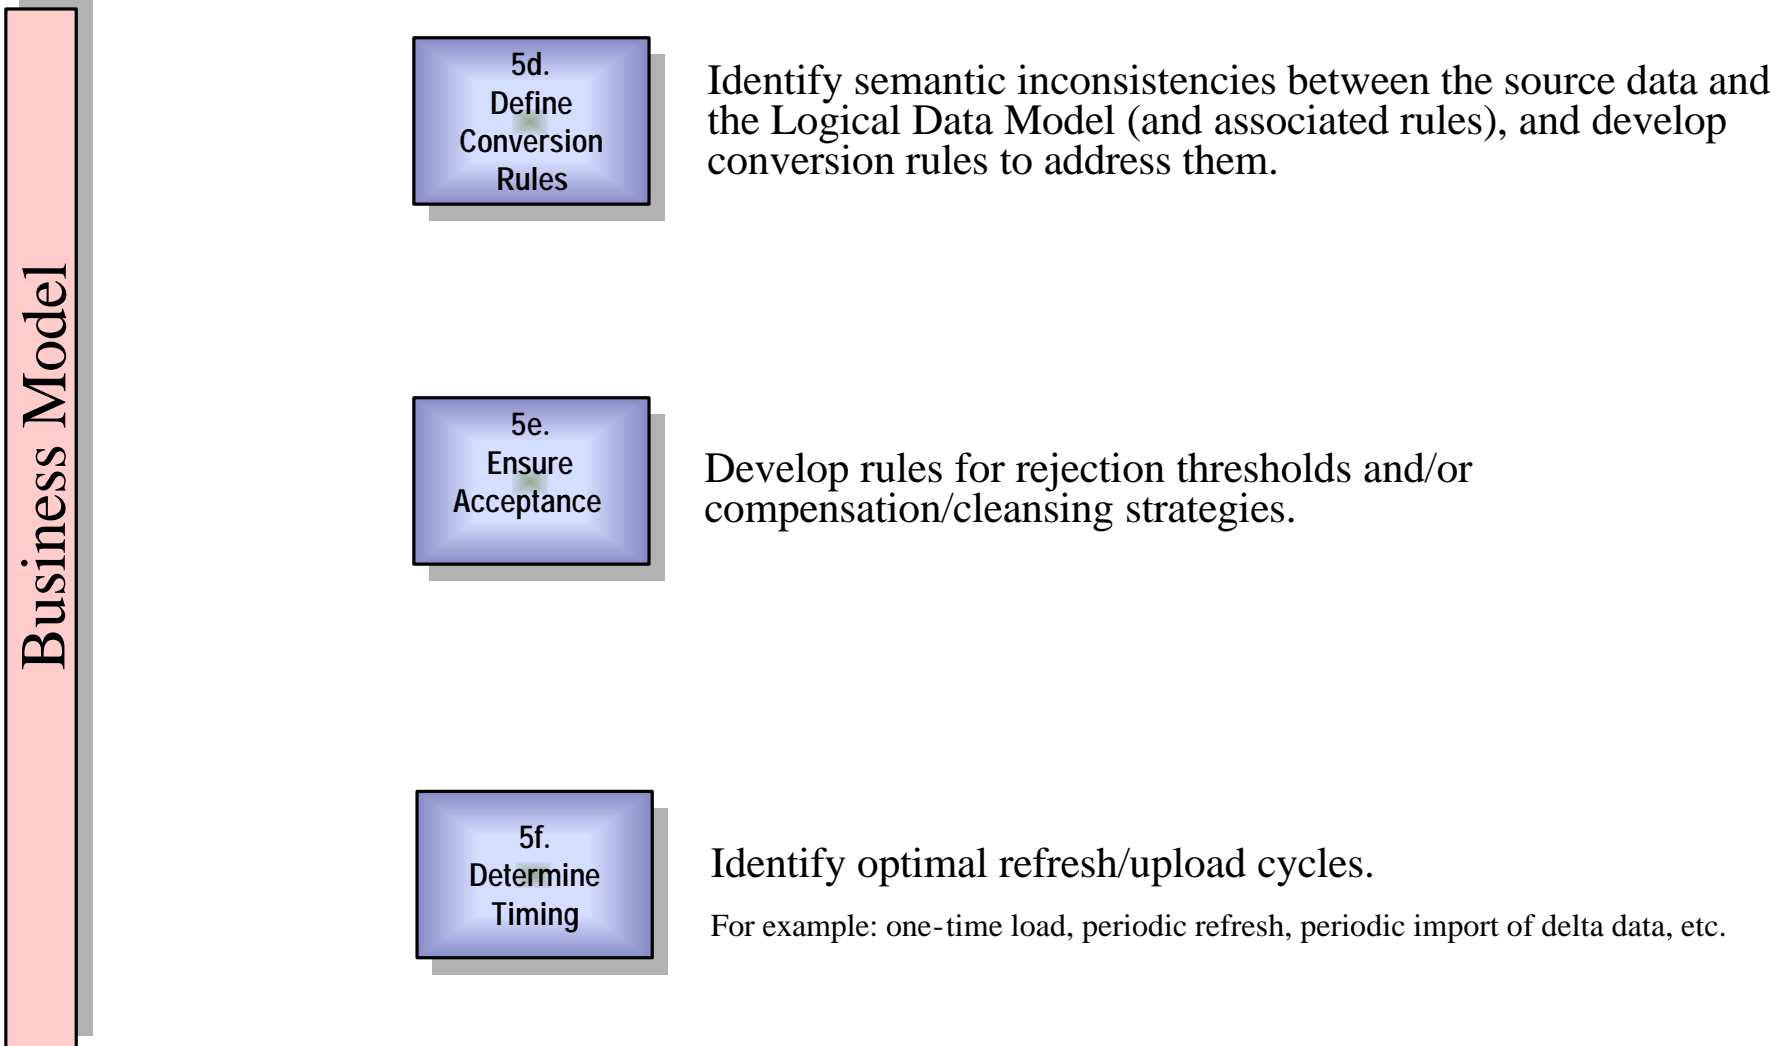 Business Model
5d.
Define
Conversion
Rules
Identify semantic inconsistencies between the source data and
the Logical Data Model (and associated rules), and develop
conversion rules to address them.
5e.
Ensure
Acceptance
Develop rules for rejection thresholds and/or
compensation/cleansing strategies.
5f.
Determine
Timing
Identify optimal refresh/upload cycles.
For example: one-time load, periodic refresh, periodic import of delta data, etc.